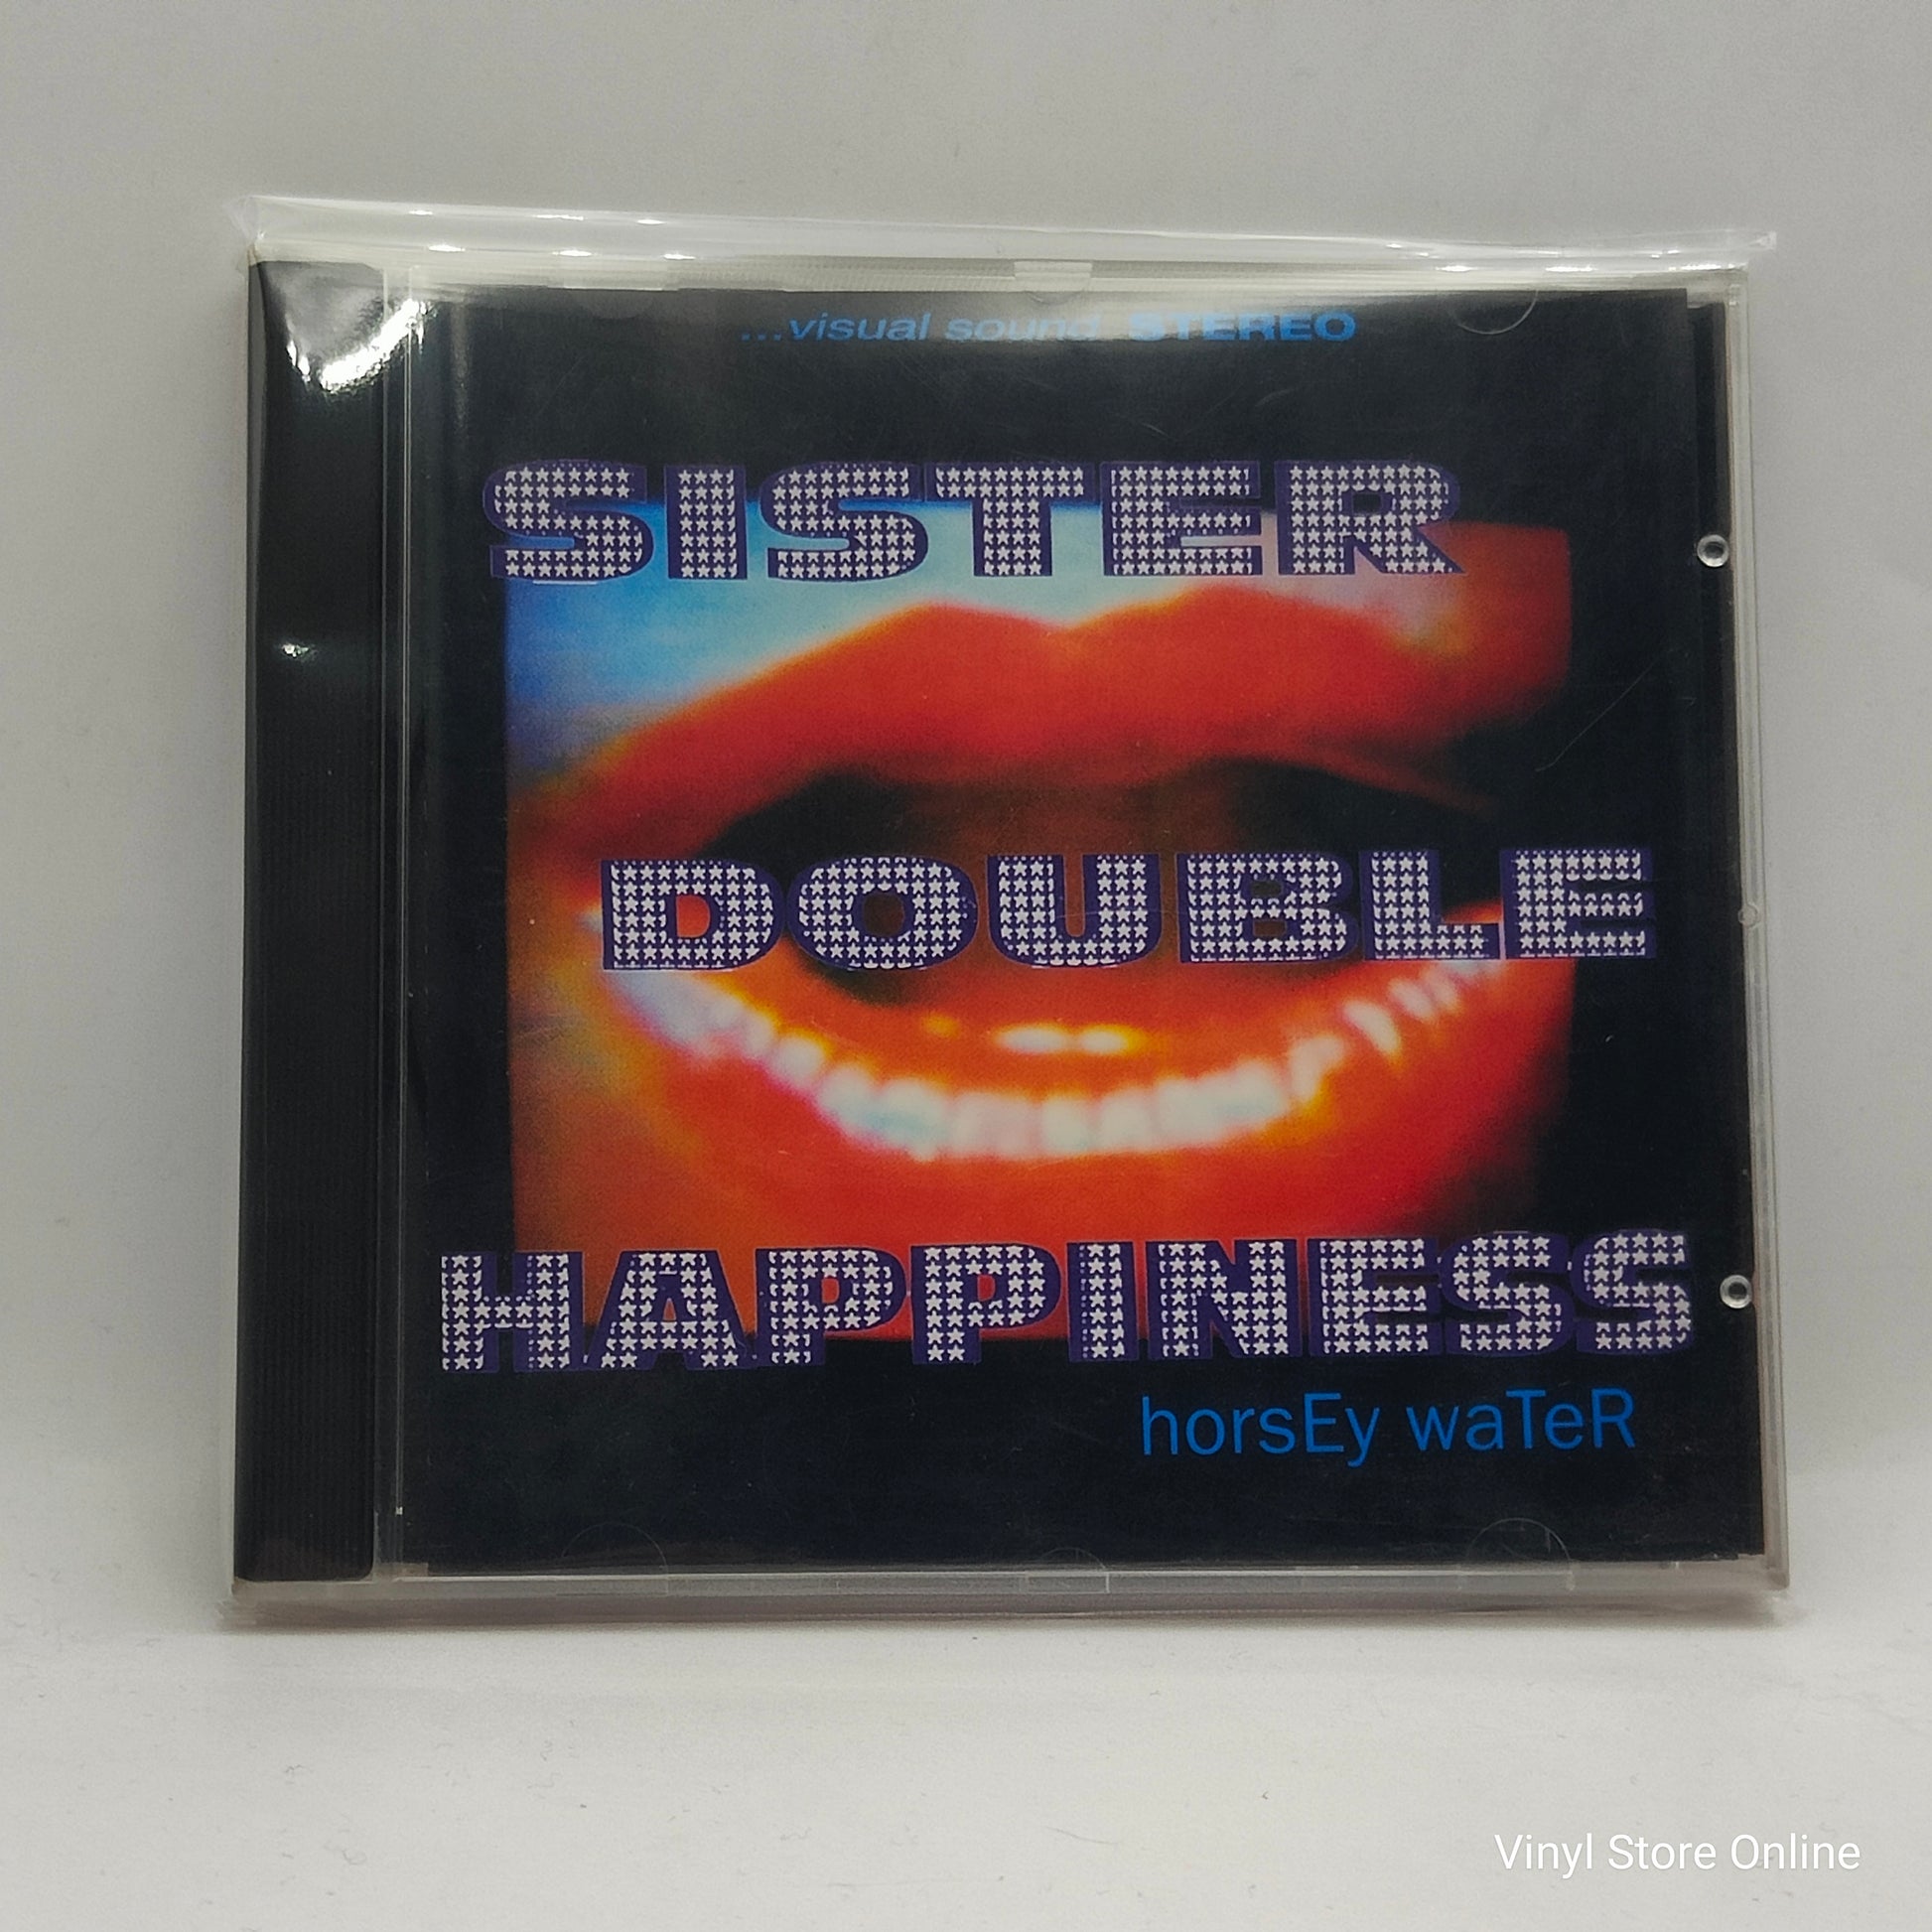 ...visual sound STEREO
SISTER
DOUBLE
HAPPINESS
horsEy waTeR
Vinyl Store Online